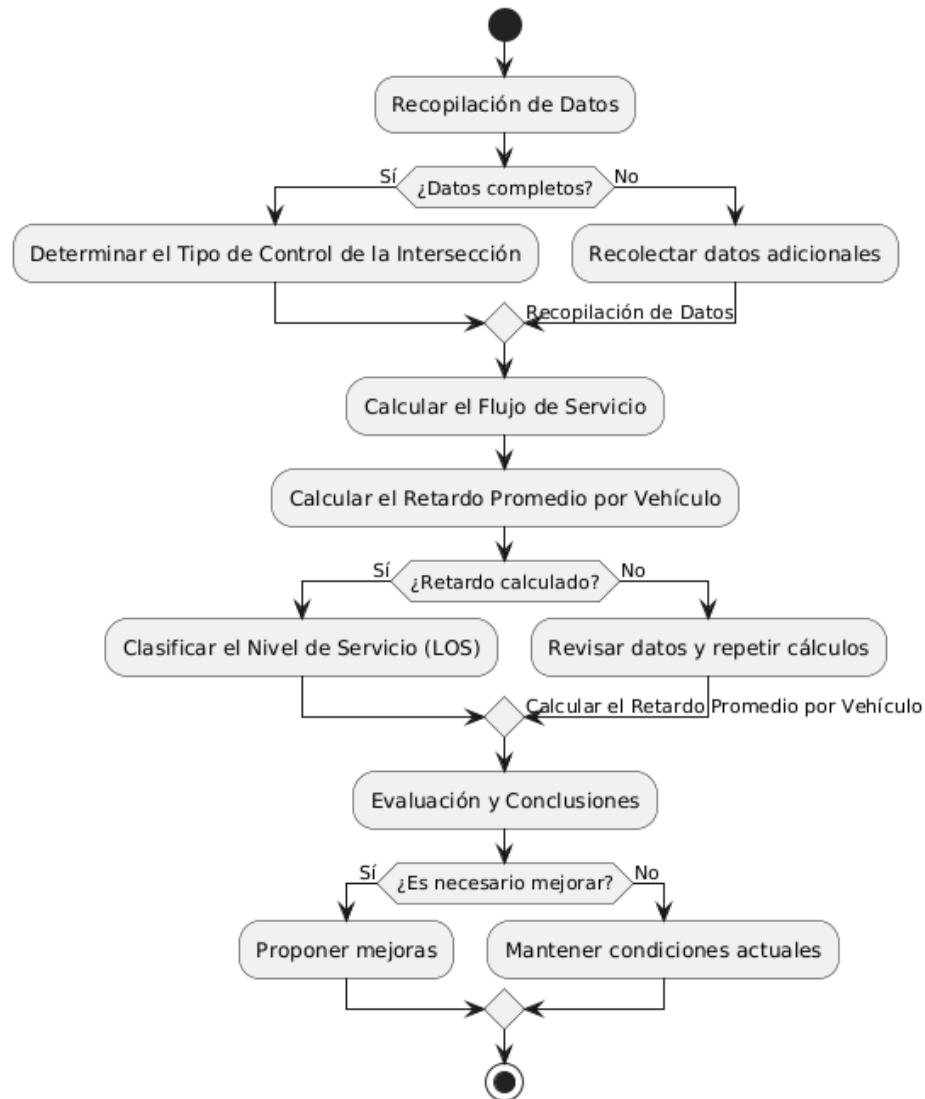 Recopilación de Datos
¿Datos completos?
Sí
No
Determinar el Tipo de Control de la Intersección
Recolectar datos adicionales
Recopilación de Datos
Calcular el Flujo de Servicio
Calcular el Retardo Promedio por Vehículo
¿Retardo calculado?
Sí
No
Clasificar el Nivel de Servicio (LOS)
Revisar datos y repetir cálculos
Calcular el Retardo Promedio por Vehículo
Evaluación y Conclusiones
¿Es necesario mejorar?
Sí
No
Proponer mejoras
Mantener condiciones actuales